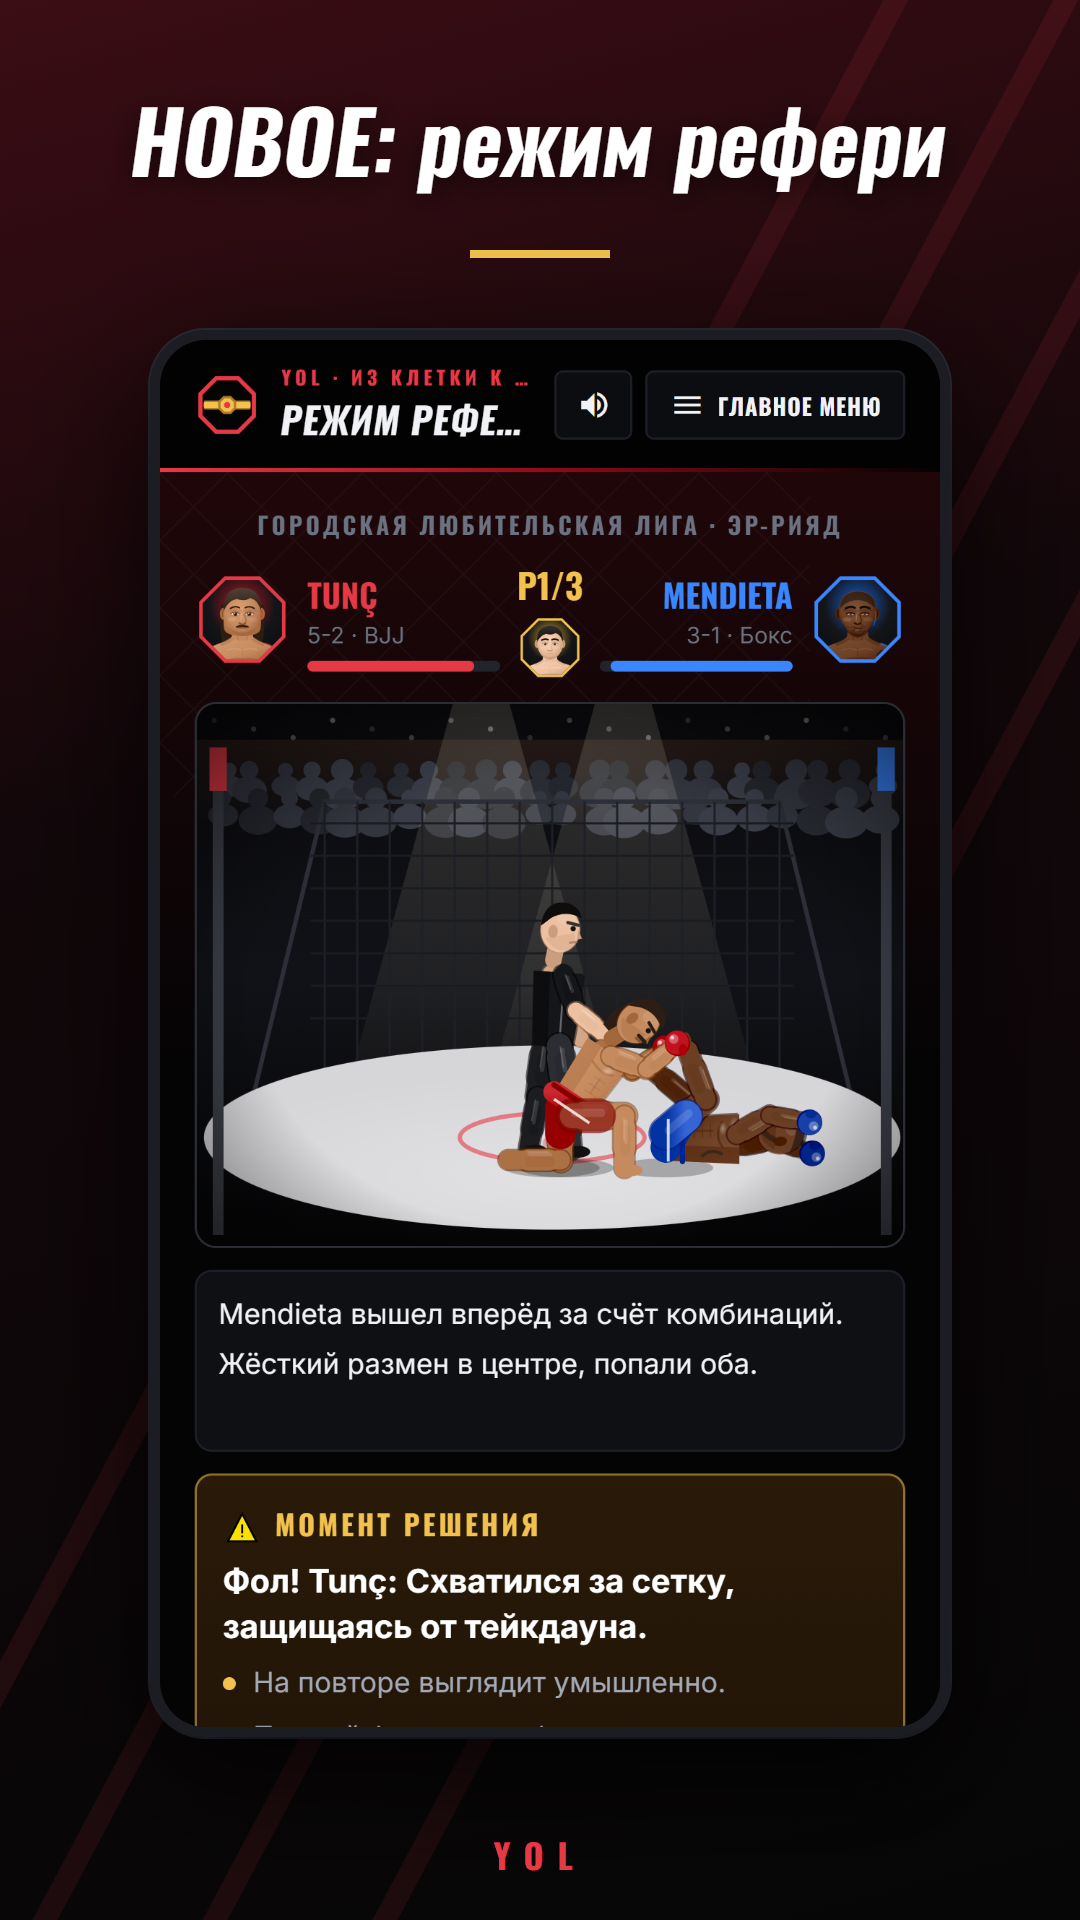 НОВОЕ: режим рефери
YOL · ИЗ КЛЕТКИ К ...
РЕЖИМ РЕФЕ...
ГЛАВНОЕ МЕНЮ
ГОРОДСКАЯ ЛЮБИТЕЛЬСКАЯ ЛИГА · ЭР-РИЯД
TUNÇ
5-2 · BJJ
Р1/3
MENDIETA
3-1 · Бокс
Mendieta вышел вперёд за счёт комбинаций.
Жёсткий размен в центре, попали оба.
МОМЕНТ РЕШЕНИЯ
Фол! Tunç: Схватился за сетку,
защищаясь от тейкдауна.
На повторе выглядит умышленно.
YOL